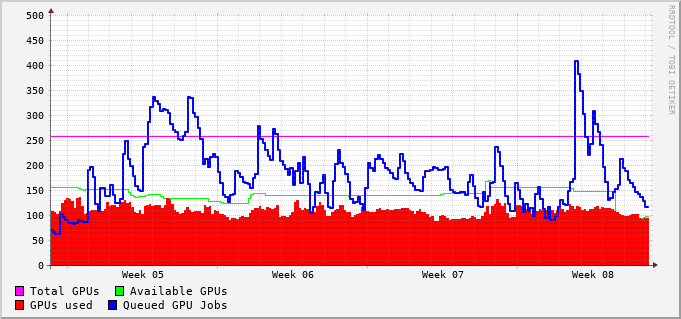 500
450
400
350
300
250
200
150
100
50
0
Week 05 Week 06 Week 07 Week 08
Total GPUs Available GPUs
GPUs used Queued GPU Jobs
RRDTOOL / TOBI OETIKER